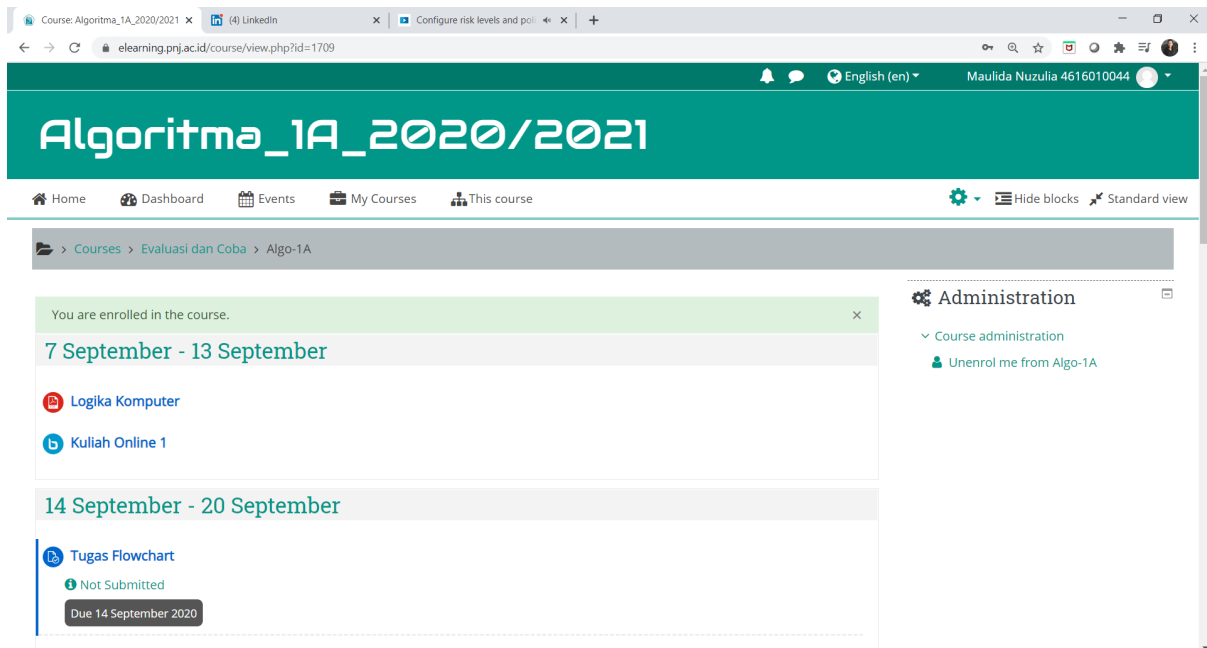 Course: Algoritma_1A_2020/2021
(4) LinkedIn
Configure risk levels and poli
elearning.pnj.ac.id/course/view.php?id=1709
English (en)
Maulida Nuzulia 4616010044
Algoritma_1A_2020/2021
Home Dashboard Events My Courses This course
Hide blocks Standard view
> Courses > Evaluasi dan Coba > Algo-1A
You are enrolled in the course. ×
Administration
Course administration
Unenrol me from Algo-1A
7 September - 13 September
Logika Komputer
Kuliah Online 1
14 September - 20 September
Tugas Flowchart
Not Submitted
Due 14 September 2020